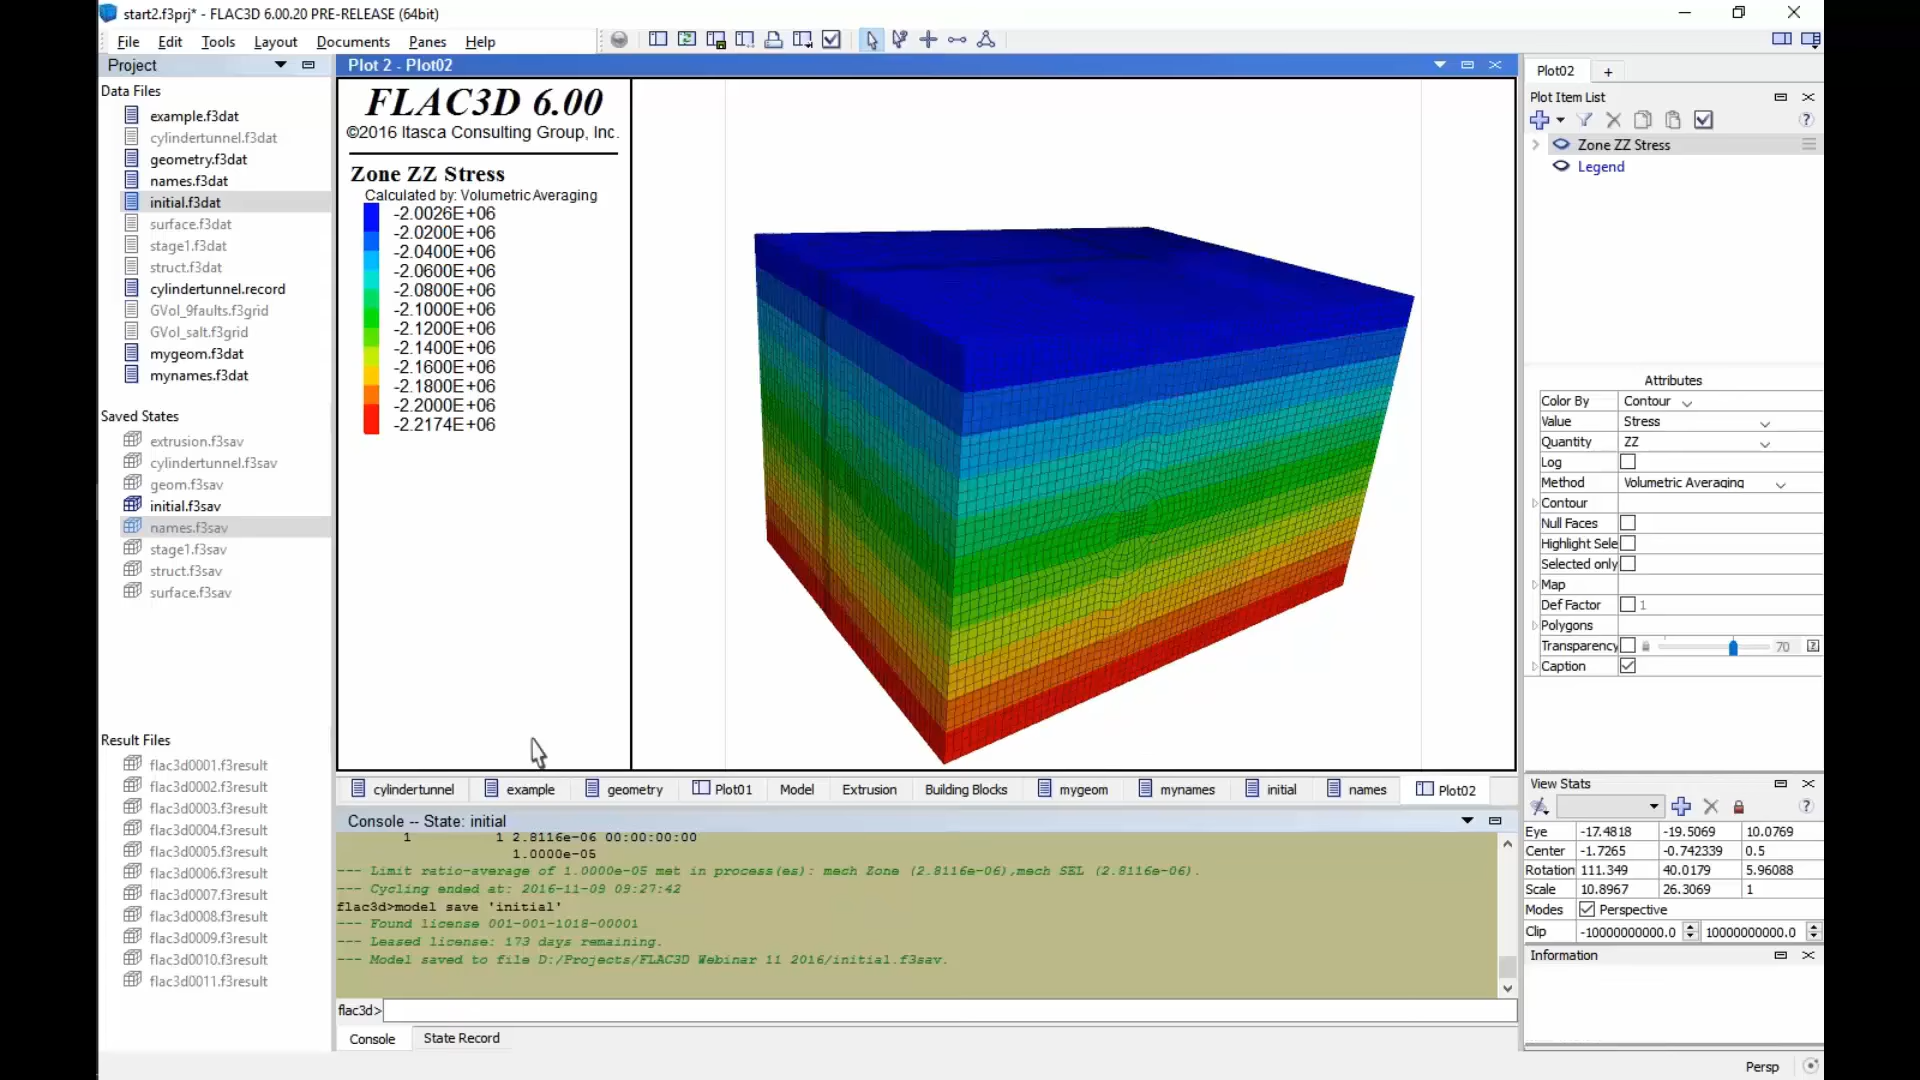 start2.f3prj* - FLAC3D 6.00.20 PRE-RELEASE (64bit)
File Edit Tools Layout Documents Panes Help
Project
Data Files
example.f3dat
cylindertunnel.f3dat
geometry.f3dat
names.f3dat
initial.f3dat
surface.f3dat
stage1.f3dat
struct.f3dat
cylindertunnel.record
GVol_9faults.f3grid
GVol_salt.f3grid
mygeom.f3dat
mynames.f3dat
Saved States
extrusion.f3sav
cylindertunnel.f3sav
geom.f3sav
initial.f3sav
names.f3sav
stage1.f3sav
struct.f3sav
surface.f3sav
Result Files
flac3d0001.f3result
flac3d0002.f3result
flac3d0003.f3result
flac3d0004.f3result
flac3d0005.f3result
flac3d0006.f3result
flac3d0007.f3result
flac3d0008.f3result
flac3d0009.f3result
flac3d0010.f3result
flac3d0011.f3result
Plot 2 - Plot02
FLAC3D 6.00
©2016 Itasca Consulting Group, Inc.
Zone ZZ Stress
Calculated by: Volumetric Averaging
-2.0026E+06
-2.0200E+06
-2.0400E+06
-2.0600E+06
-2.0800E+06
-2.1000E+06
-2.1200E+06
-2.1400E+06
-2.1600E+06
-2.1800E+06
-2.2000E+06
-2.2174E+06
cylindertunnel example geometry Plot01 Model Extrusion Building Blocks mygeom mynames initial names Plot02
Console -- State: initial
1 1 2.8116e-06 00:00:00:00
1.0000e-05
--- Limit ratio-average of 1.0000e-05 met in process(es): mech Zone (2.8116e-06),mech SEL (2.8116e-06).
--- Cycling ended at: 2016-11-09 09:27:42
flac3d>model save 'initial'
--- Found license 001-001-1018-00001
--- Leased license: 173 days remaining.
--- Model saved to file D:/Projects/FLAC3D Webinar 11 2016/initial.f3sav.
flac3d>
Console State Record
Plot02 +
Plot Item List
Zone ZZ Stress
Legend
Attributes
Color By Contour
Value Stress
Quantity ZZ
Log
Method Volumetric Averaging
Contour
Null Faces
Highlight Sele
Selected only
Map
Def Factor 1
Polygons
Transparency 70
Caption
View Stats
Eye -17.4818 -19.5069 10.0769
Center -1.7265 -0.742339 0.5
Rotation 111.349 40.0179 5.96088
Scale 10.8967 26.3069 1
Modes Perspective
Clip -10000000000.0 10000000000.0
Information
Persp